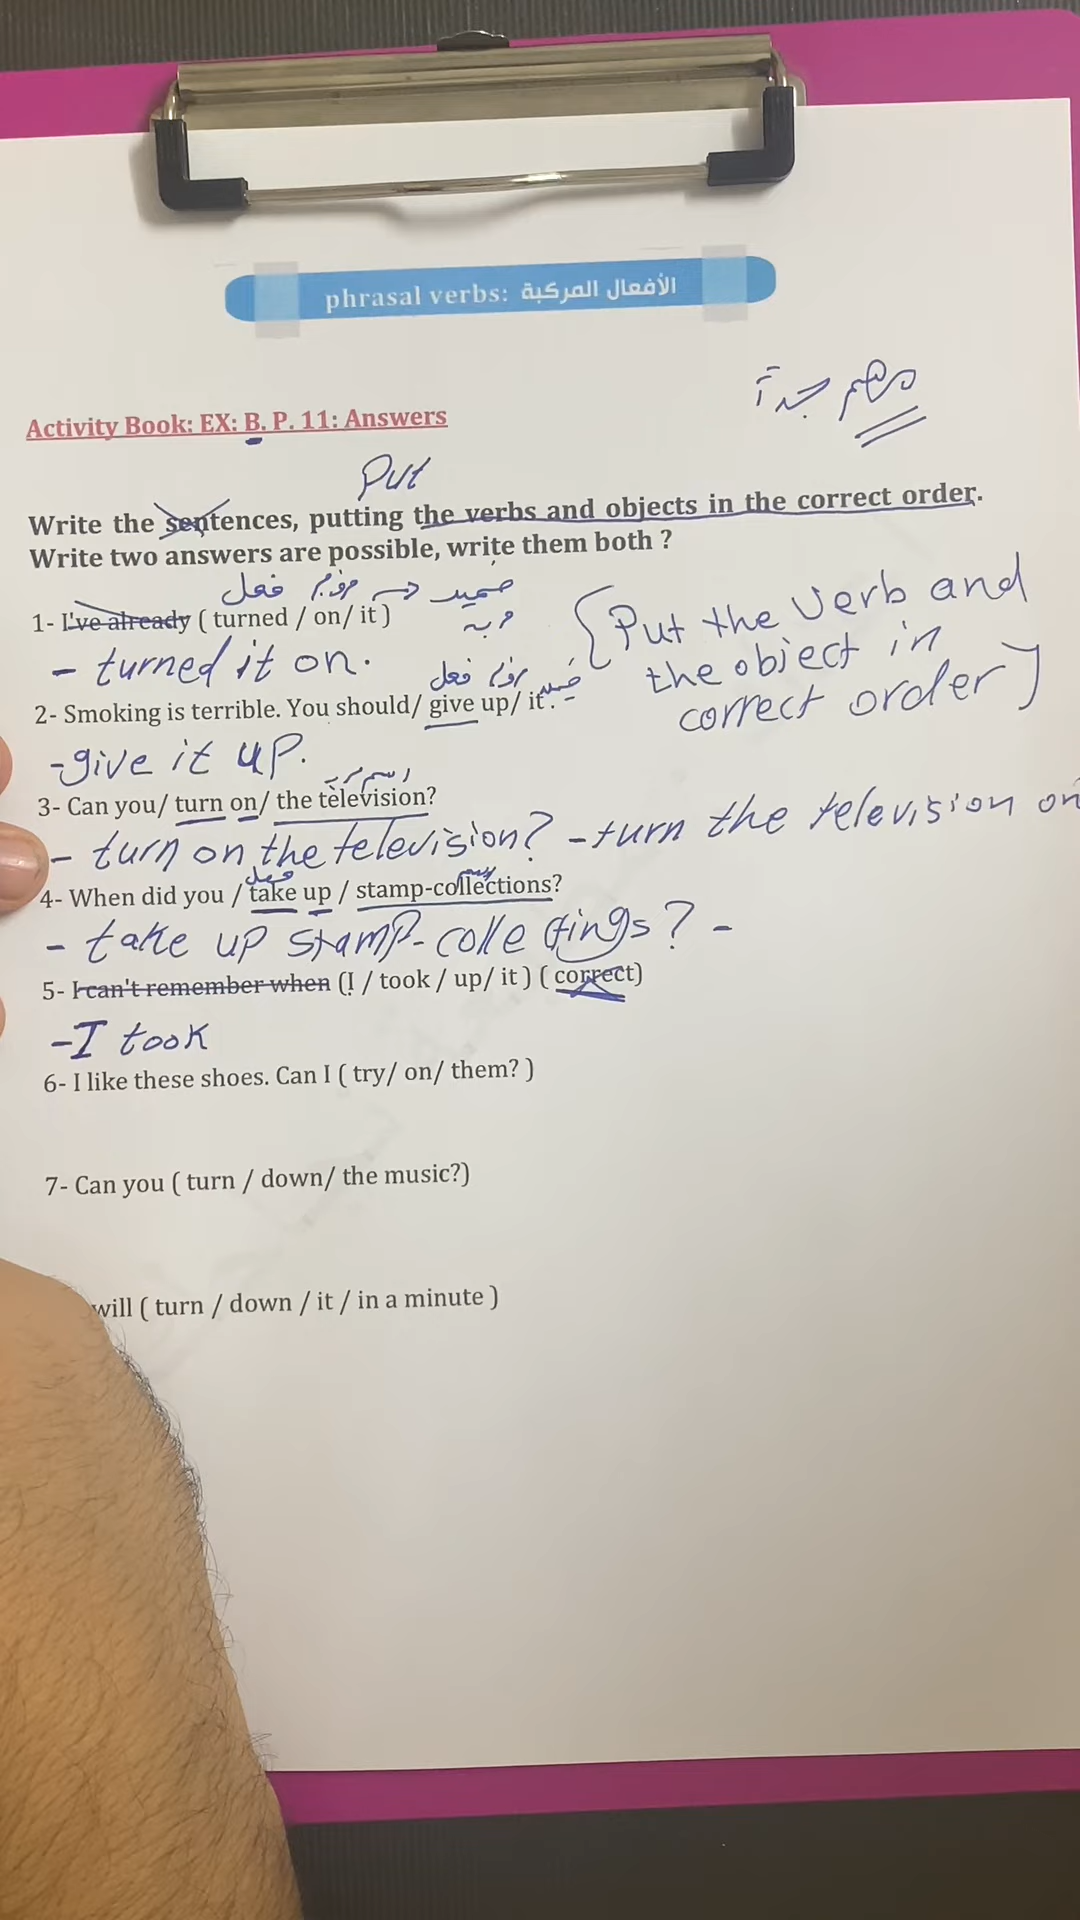 phrasal verbs: الأفعال المركبة
مهم جداً
Activity Book: EX: B. P. 11: Answers
Put
Write the sentences, putting the verbs and objects in the correct order.
Write two answers are possible, write them both ?
فعل ضمير
1- I've already ( turned / on/ it )
- turned it on.
{Put the verb and
the object in
correct order}
فعل
2- Smoking is terrible. You should/ give up/ it.
- give it up.
3- Can you/ turn on/ the television?
- turn on the television? - turn the television on
فعل
4- When did you / take up / stamp-collections?
- take up stamp-collectings? -
5- I can't remember when (I / took / up/ it ) ( correct)
- I took
6- I like these shoes. Can I ( try/ on/ them? )
7- Can you ( turn / down/ the music?)
will ( turn / down / it / in a minute )